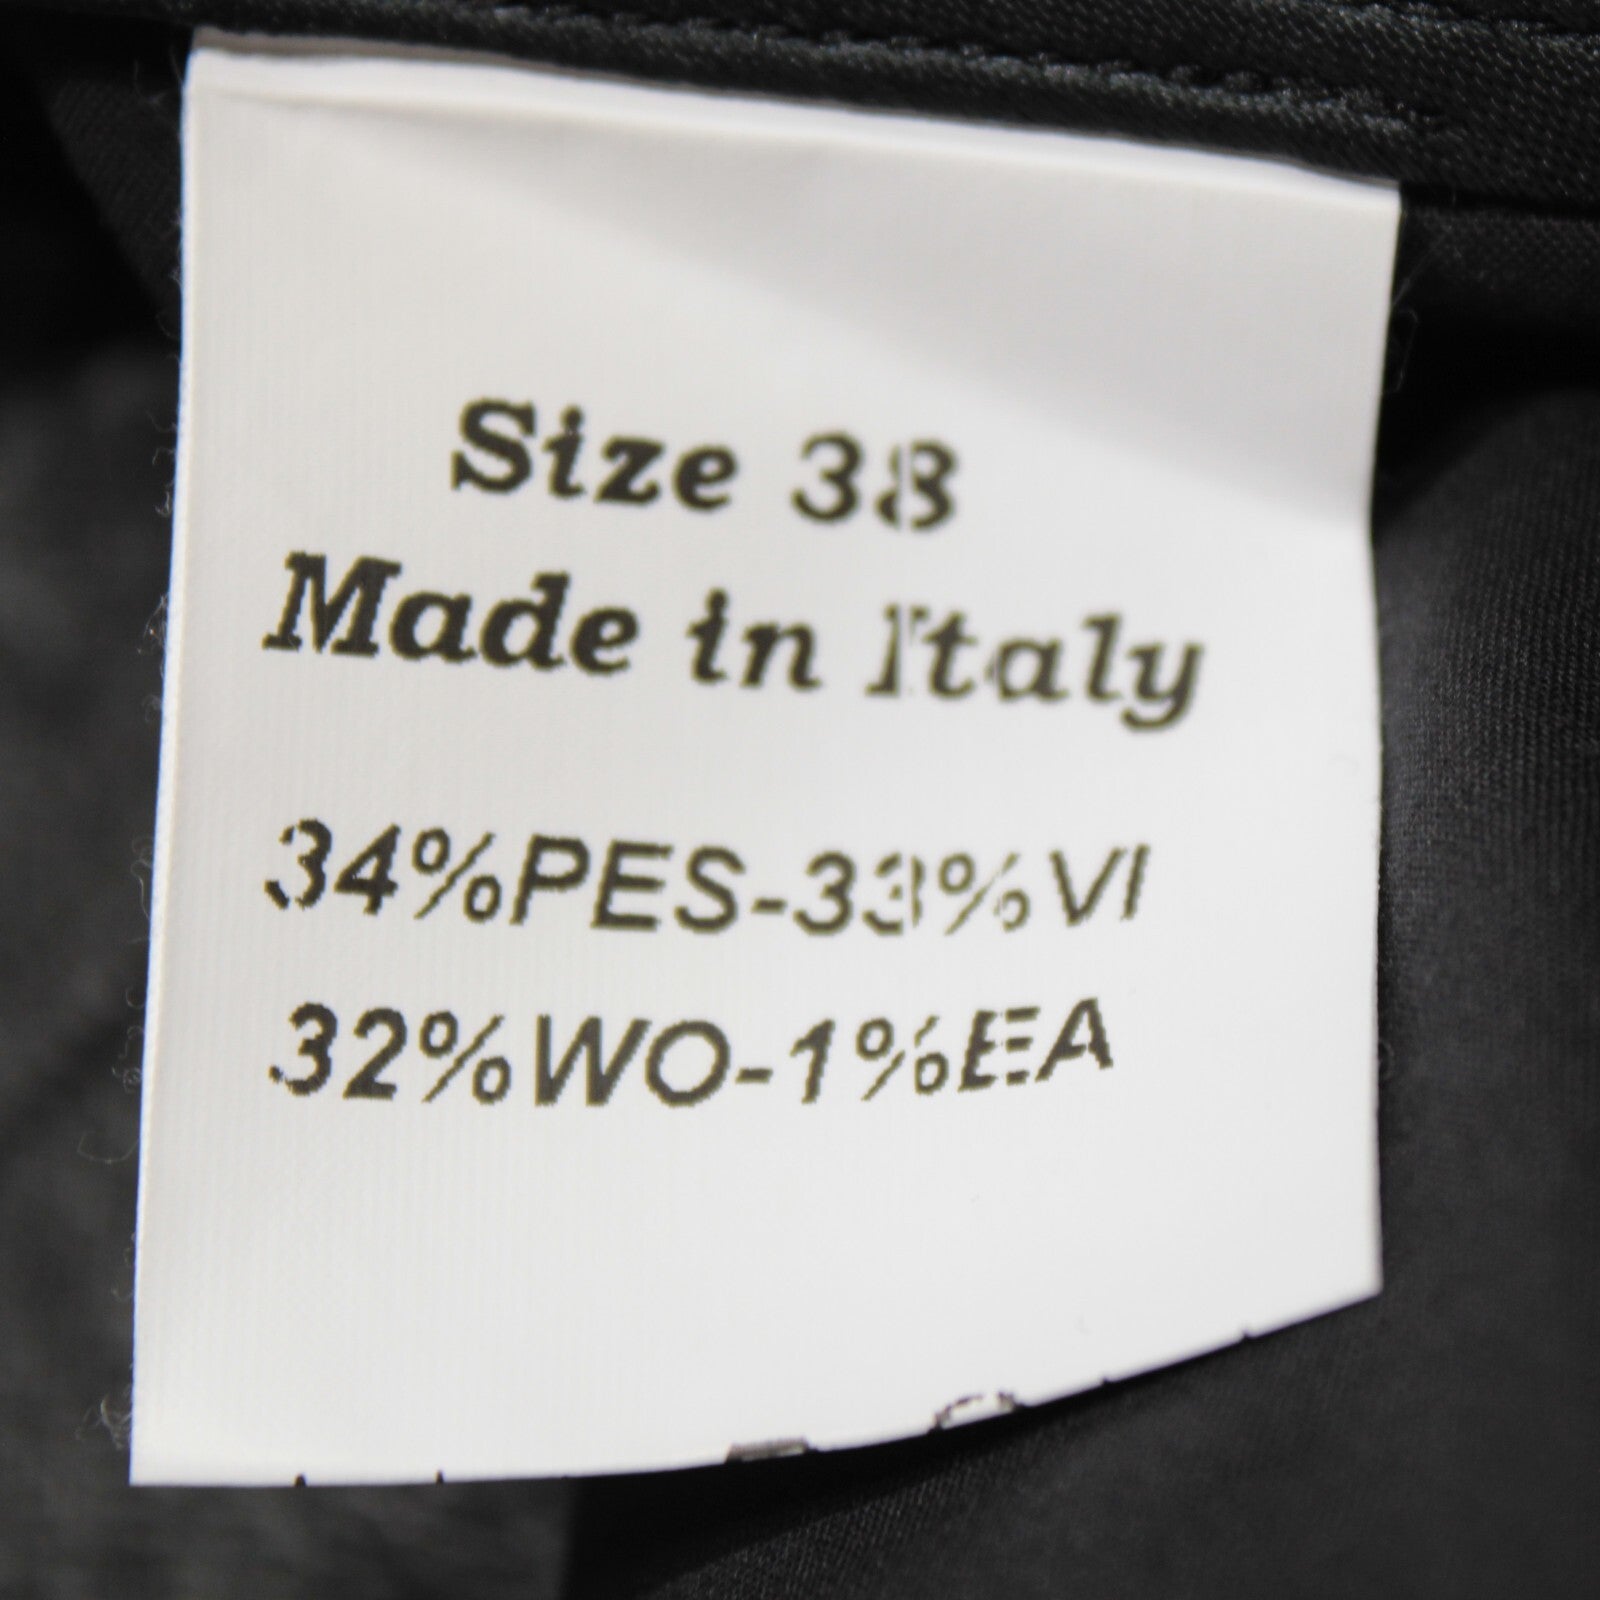 Size 38
Made in Italy
34%PES-33%VI
32%WO-1%EA